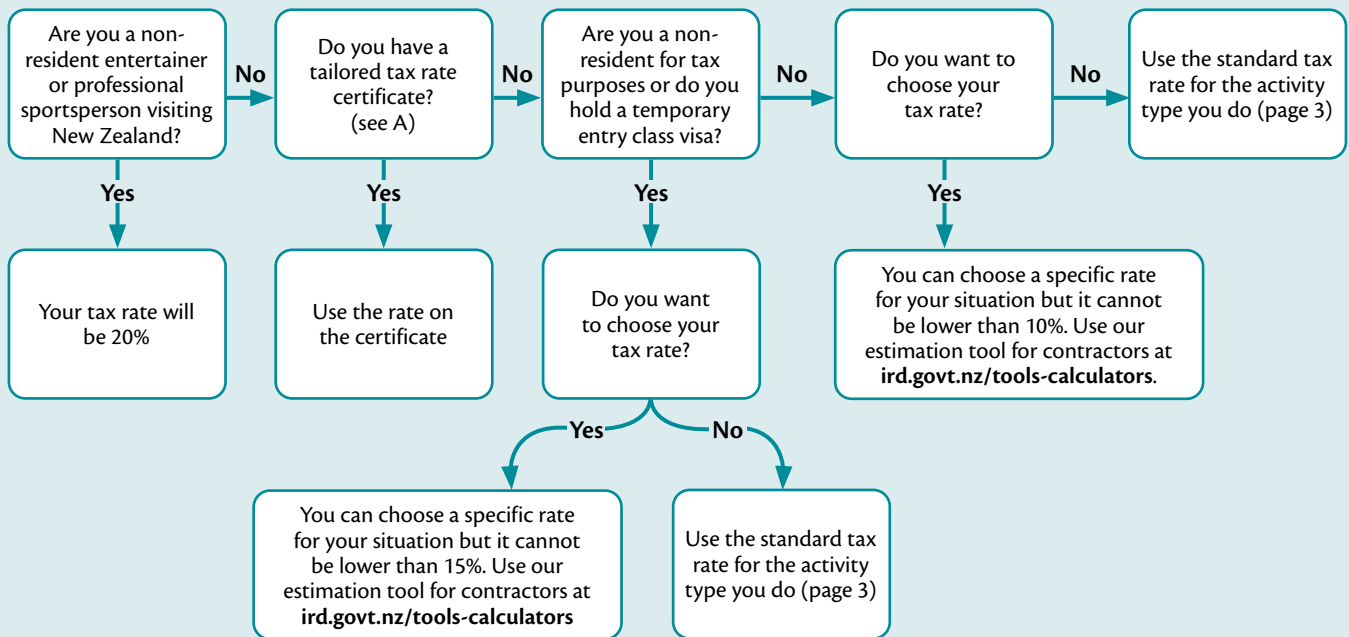 Are you a non-
resident entertainer
or professional
sportsperson visiting
New Zealand?
No
Do you have a
tailored tax rate
certificate?
(see A)
No
Are you a non-
resident for tax
purposes or do you
hold a temporary
entry class visa?
No
Do you want to
choose your
tax rate?
No
Use the standard tax
rate for the activity
type you do (page 3)
Yes
Yes
Yes
Yes
Your tax rate will
be 20%
Use the rate on
the certificate
Do you want
to choose your
tax rate?
You can choose a specific rate
for your situation but it cannot
be lower than 10%. Use our
estimation tool for contractors at
ird.govt.nz/tools-calculators.
Yes
No
You can choose a specific rate
for your situation but it cannot
be lower than 15%. Use our
estimation tool for contractors at
ird.govt.nz/tools-calculators
Use the standard tax
rate for the activity
type you do (page 3)